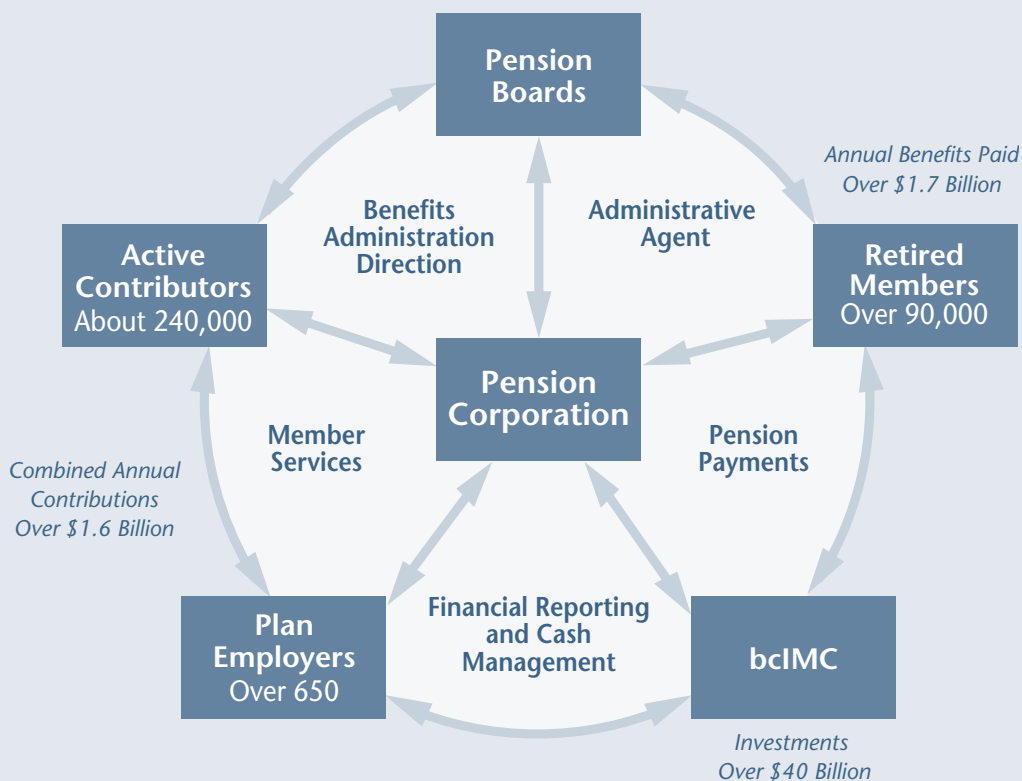 Pension
Boards
Annual Benefits Paid
Over $1.7 Billion
Benefits
Administration
Direction
Administrative
Agent
Active
Contributors
About 240,000
Retired
Members
Over 90,000
Pension
Corporation
Member
Services
Pension
Payments
Combined Annual
Contributions
Over $1.6 Billion
Plan
Employers
Over 650
Financial Reporting
and Cash
Management
bcIMC
Investments
Over $40 Billion